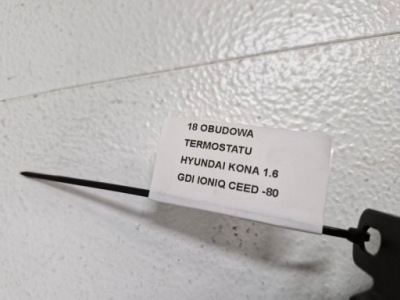 18 OBUDOWA
TERMOSTATU
HYUNDAI KONA 1.6
GDI IONIQ CEED -80